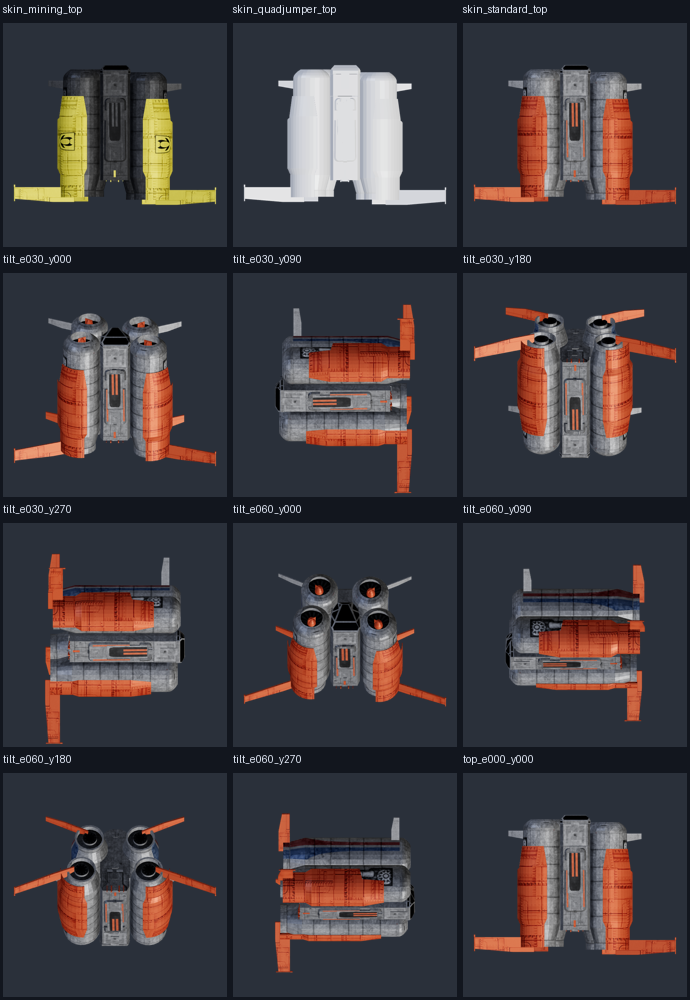 skin_mining_top
skin_quadjumper_top
skin_standard_top
tilt_e030_y000
tilt_e030_y090
tilt_e030_y180
tilt_e030_y270
tilt_e060_y000
tilt_e060_y090
tilt_e060_y180
tilt_e060_y270
top_e000_y000